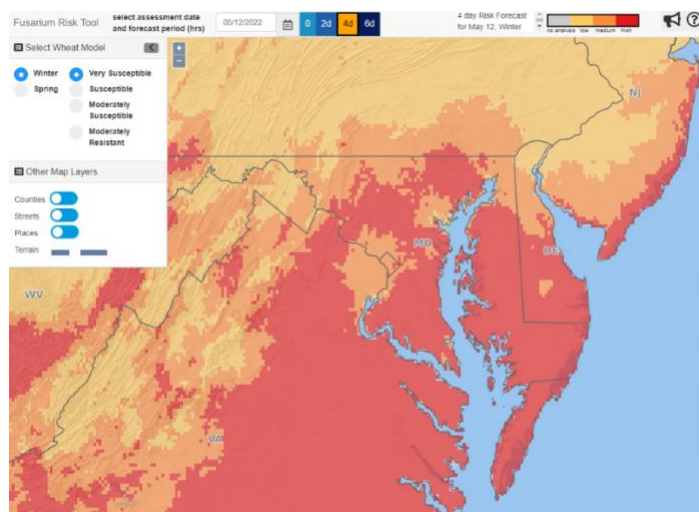 Fusarium Risk Tool
select assessment date
and forecast period (hrs)
05/12/2022
0 2d 4d 6d
4 day Risk Forecast
for May 12, Winter
no analysis low medium high
Select Wheat Model
Winter
Spring
Very Susceptible
Susceptible
Moderately
Susceptible
Moderately
Resistant
Other Map Layers
Counties
Streets
Places
Terrain
NJ
MD
DE
WV
VA